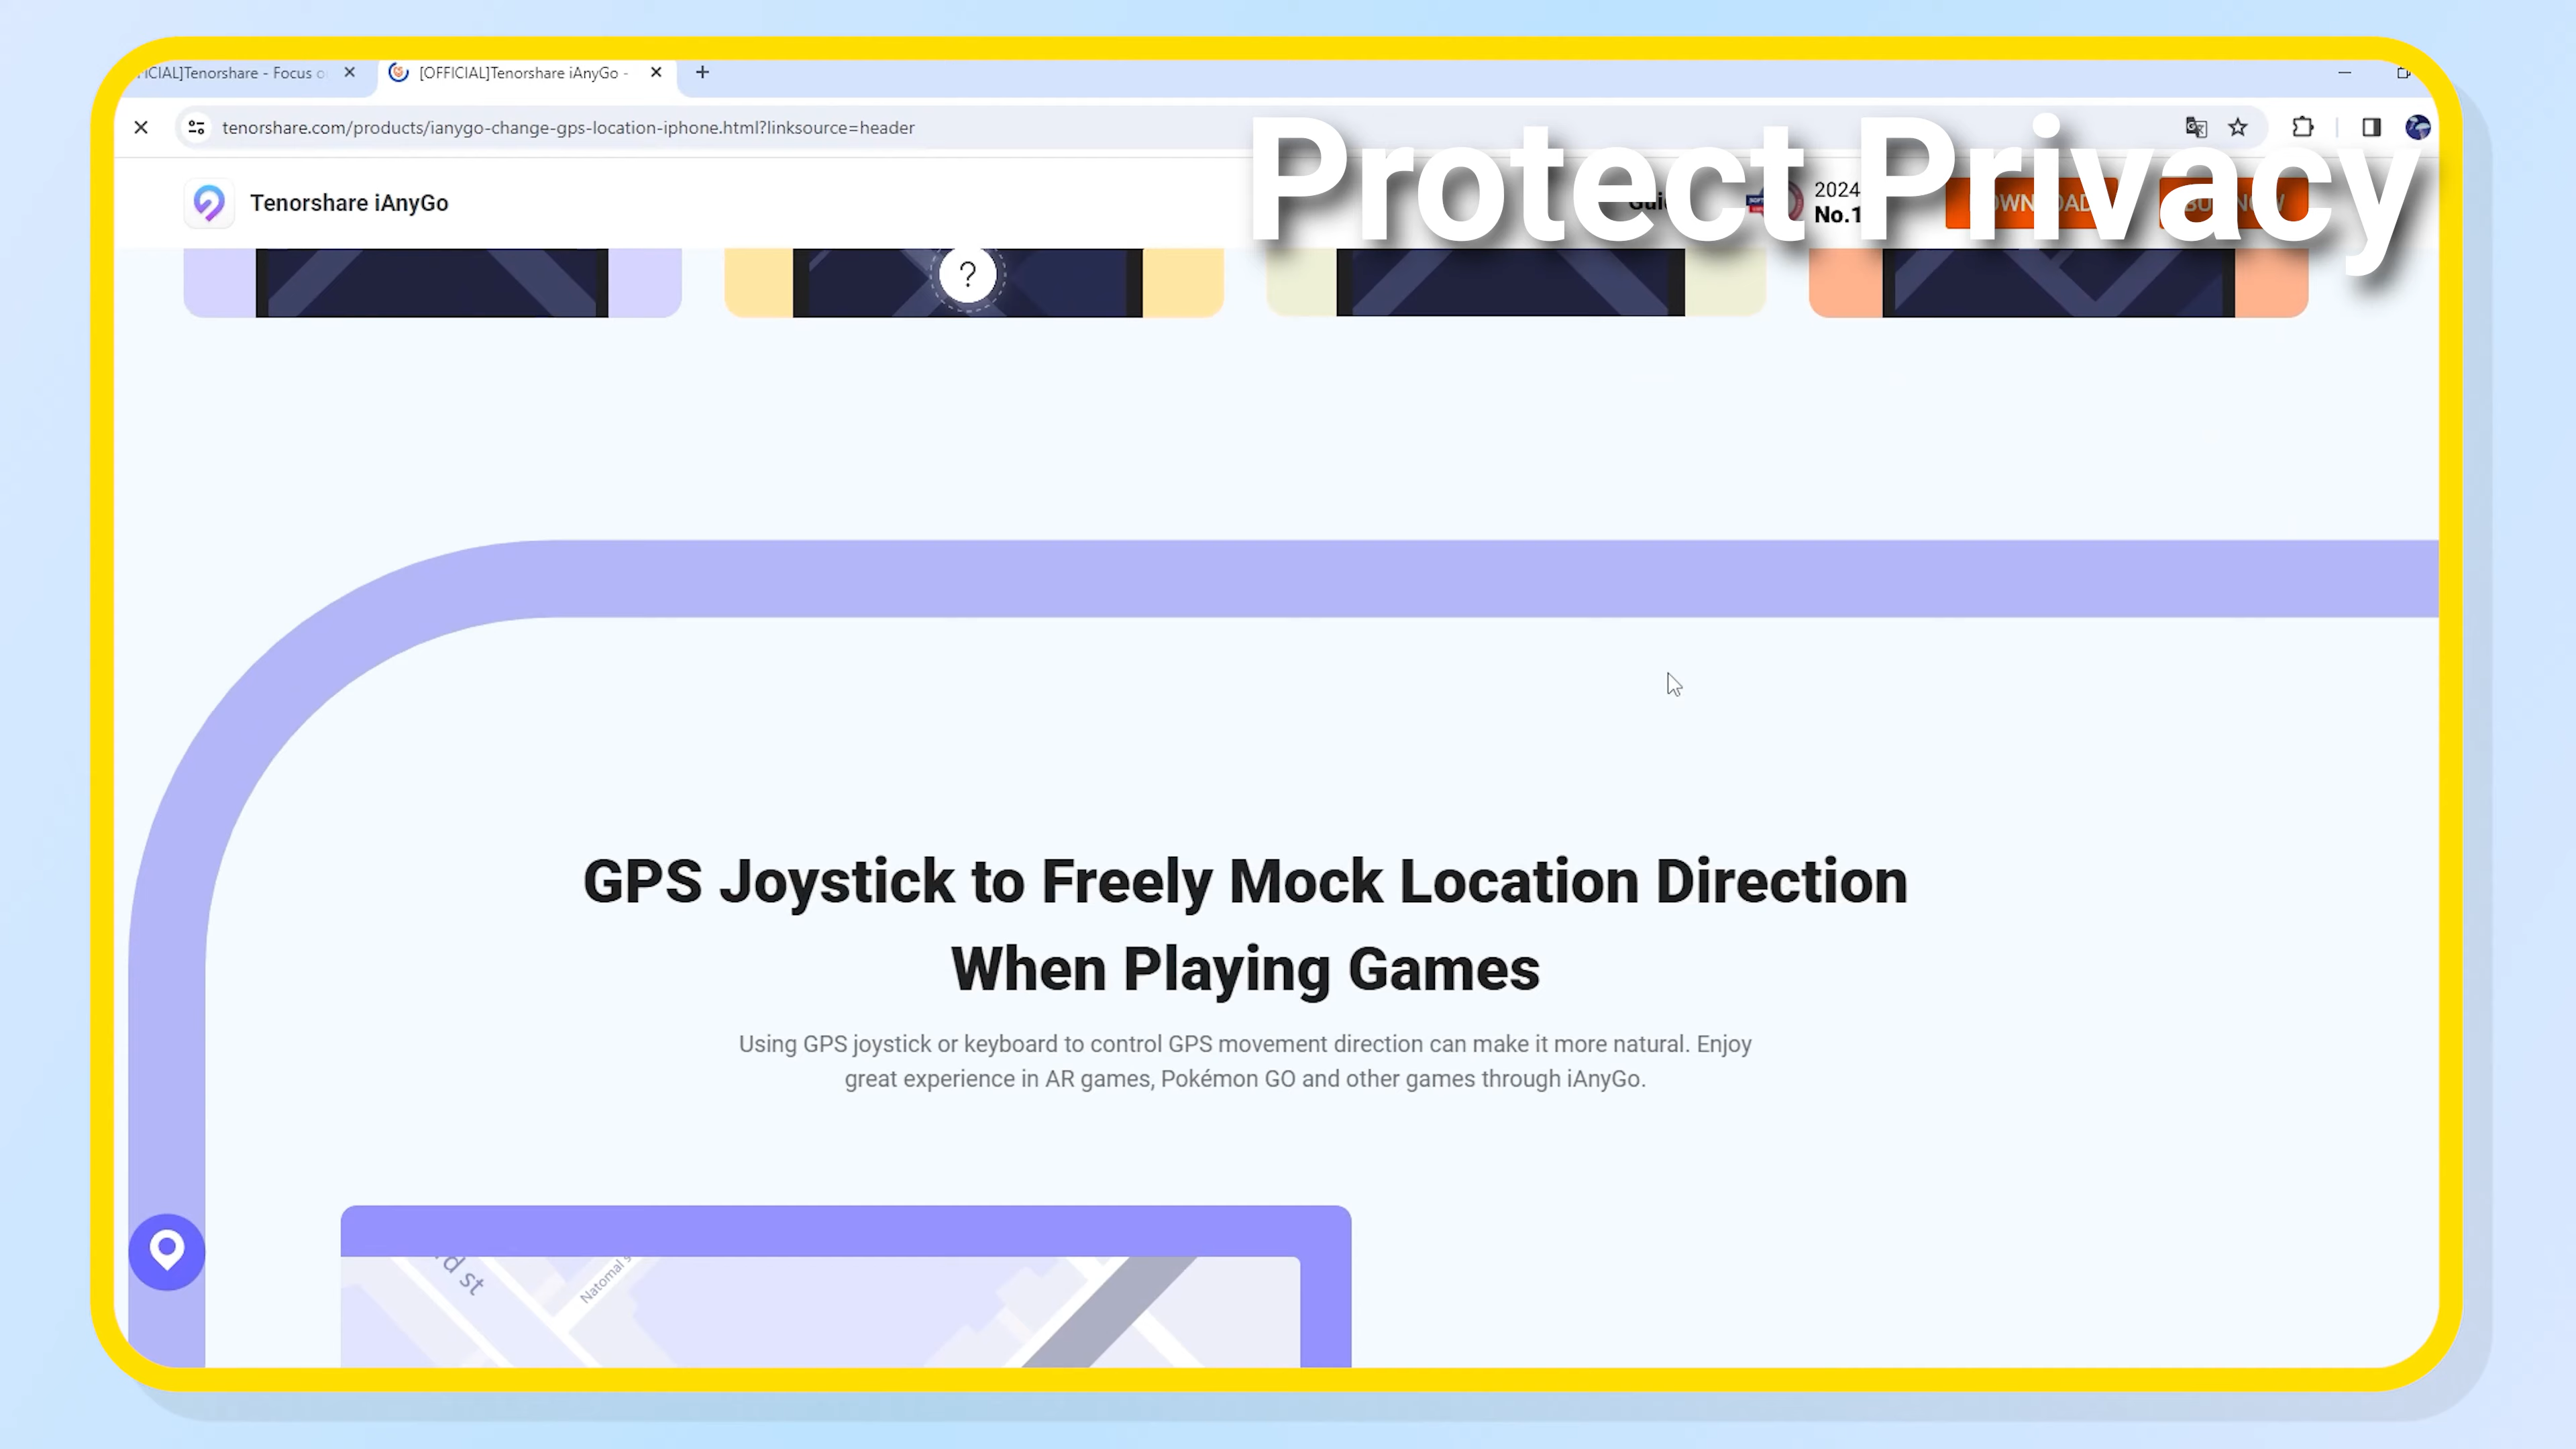 [OFFICIAL]Tenorshare iAnyGo -
tenorshare.com/products/ianygo-change-gps-location-iphone.html?linksource=header
Protect Privacy
Tenorshare iAnyGo
2024
No.1
?
GPS Joystick to Freely Mock Location Direction
When Playing Games
Using GPS joystick or keyboard to control GPS movement direction can make it more natural. Enjoy
great experience in AR games, Pokémon GO and other games through iAnyGo.
d st
Natomal s